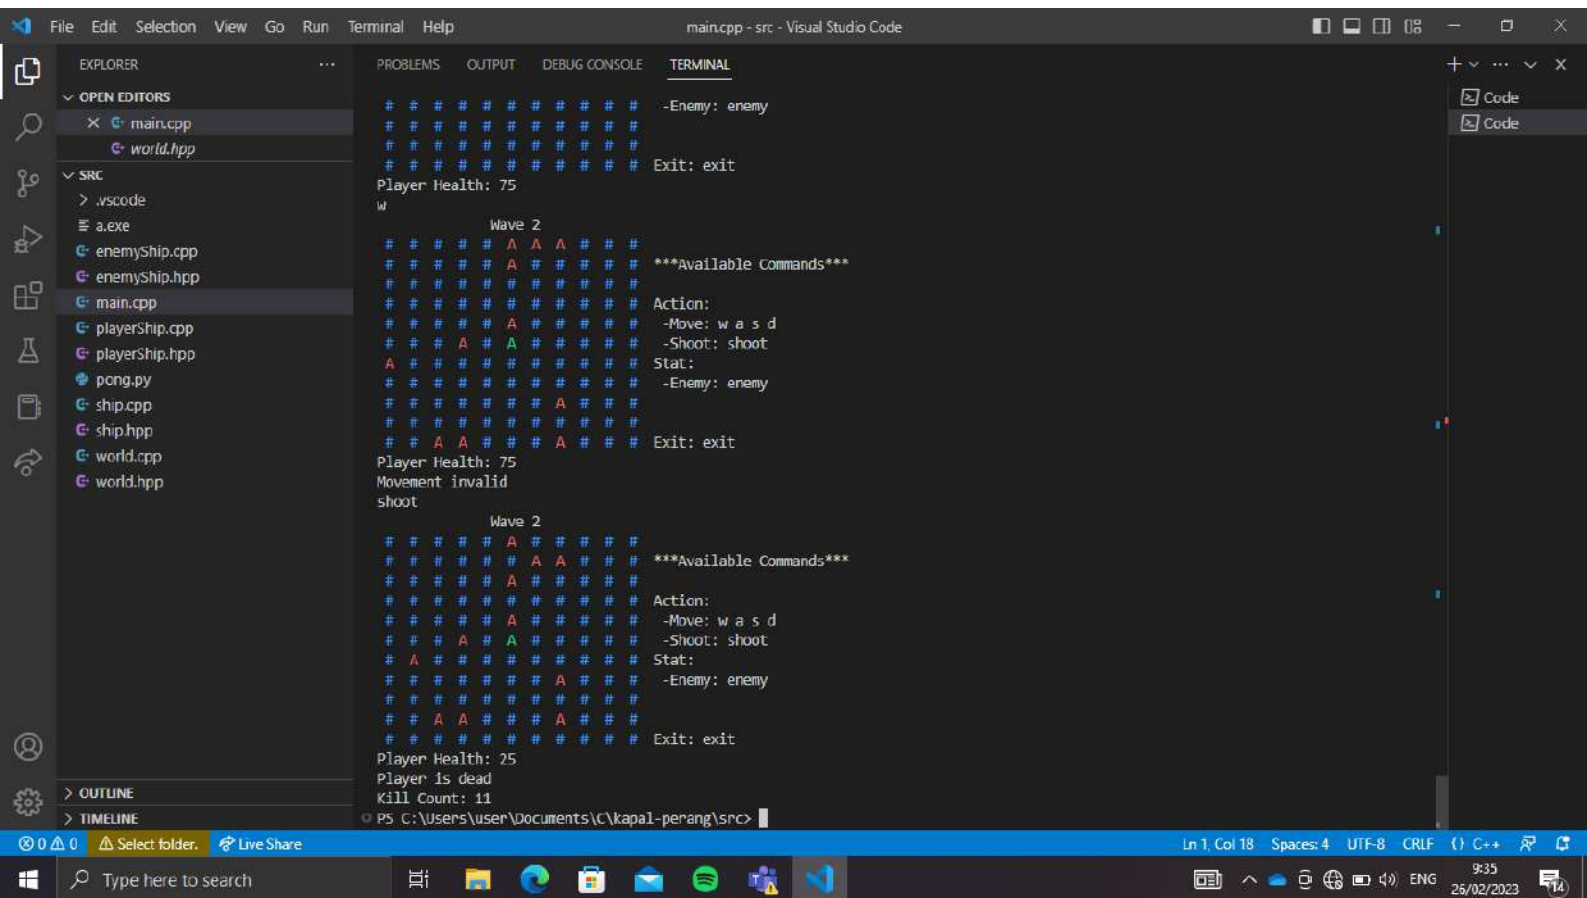 File Edit Selection View Go Run Terminal Help main.cpp - src - Visual Studio Code
EXPLORER
OPEN EDITORS
main.cpp
world.hpp
SRC
.vscode
a.exe
enemyShip.cpp
enemyShip.hpp
main.cpp
playerShip.cpp
playerShip.hpp
pong.py
ship.cpp
ship.hpp
world.cpp
world.hpp
OUTLINE
TIMELINE
PROBLEMS OUTPUT DEBUG CONSOLE TERMINAL
# # # # # # # # # # # -Enemy: enemy
# # # # # # # # # # #
# # # # # # # # # # #
# # # # # # # # # # # Exit: exit
Player Health: 75
w
Wave 2
# # # # # A A A # # #
# # # # # A # # # # # ***Available Commands***
# # # # # # # # # # #
# # # # # # # # # # # Action:
# # # # # A # # # # # -Move: w a s d
# # # A # A # # # # # -Shoot: shoot
A # # # # # # # # # # Stat:
# # # # # # # # # # # -Enemy: enemy
# # # # # # # A # # #
# # # # # # # # # # #
# # A A # # # A # # # Exit: exit
Player Health: 75
Movement invalid
shoot
Wave 2
# # # # # A # # # # #
# # # # # # A A # # # ***Available Commands***
# # # # # A # # # # #
# # # # # # # # # # # Action:
# # # # # A # # # # # -Move: w a s d
# # # A # A # # # # # -Shoot: shoot
# A # # # # # # # # # Stat:
# # # # # # # A # # # -Enemy: enemy
# # # # # # # # # # #
# # A A # # # A # # #
# # # # # # # # # # # Exit: exit
Player Health: 25
Player is dead
Kill Count: 11
PS C:\Users\user\Documents\C\kapal-perang\src>
Code
Code
0 0 Select folder. Live Share Ln 1, Col 18 Spaces: 4 UTF-8 CRLF {} C++
Type here to search
ENG
9:35
26/02/2023
14